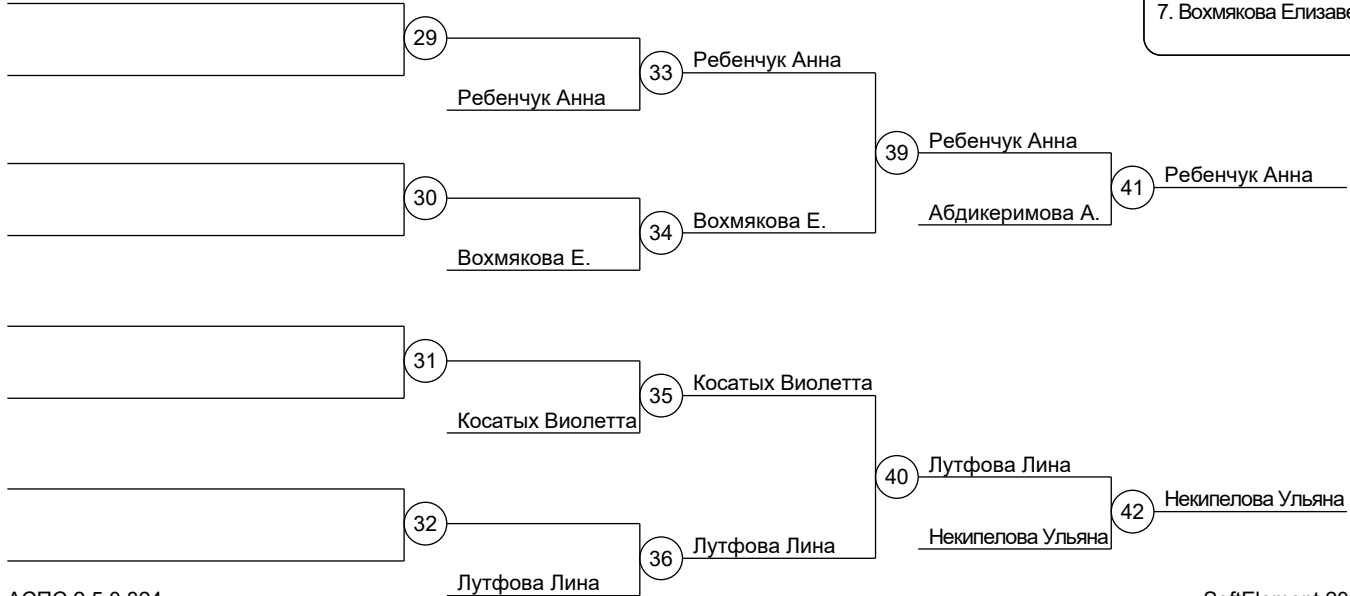 7. Вохмякова
29
Ребенчук Анна
33
Ребенчук Анна
30
Вохмякова Е.
34
Вохмякова Е.
39
Ребенчук Анна
Абдикеримова А.
41
Ребенчук Анна
31
Косатых Виолетта
35
Косатых Виолетта
32
Лутфова Лина
36
Лутфова Лина
40
Лутфова Лина
Некипелова Ульяна
42
Некипелова Ульяна